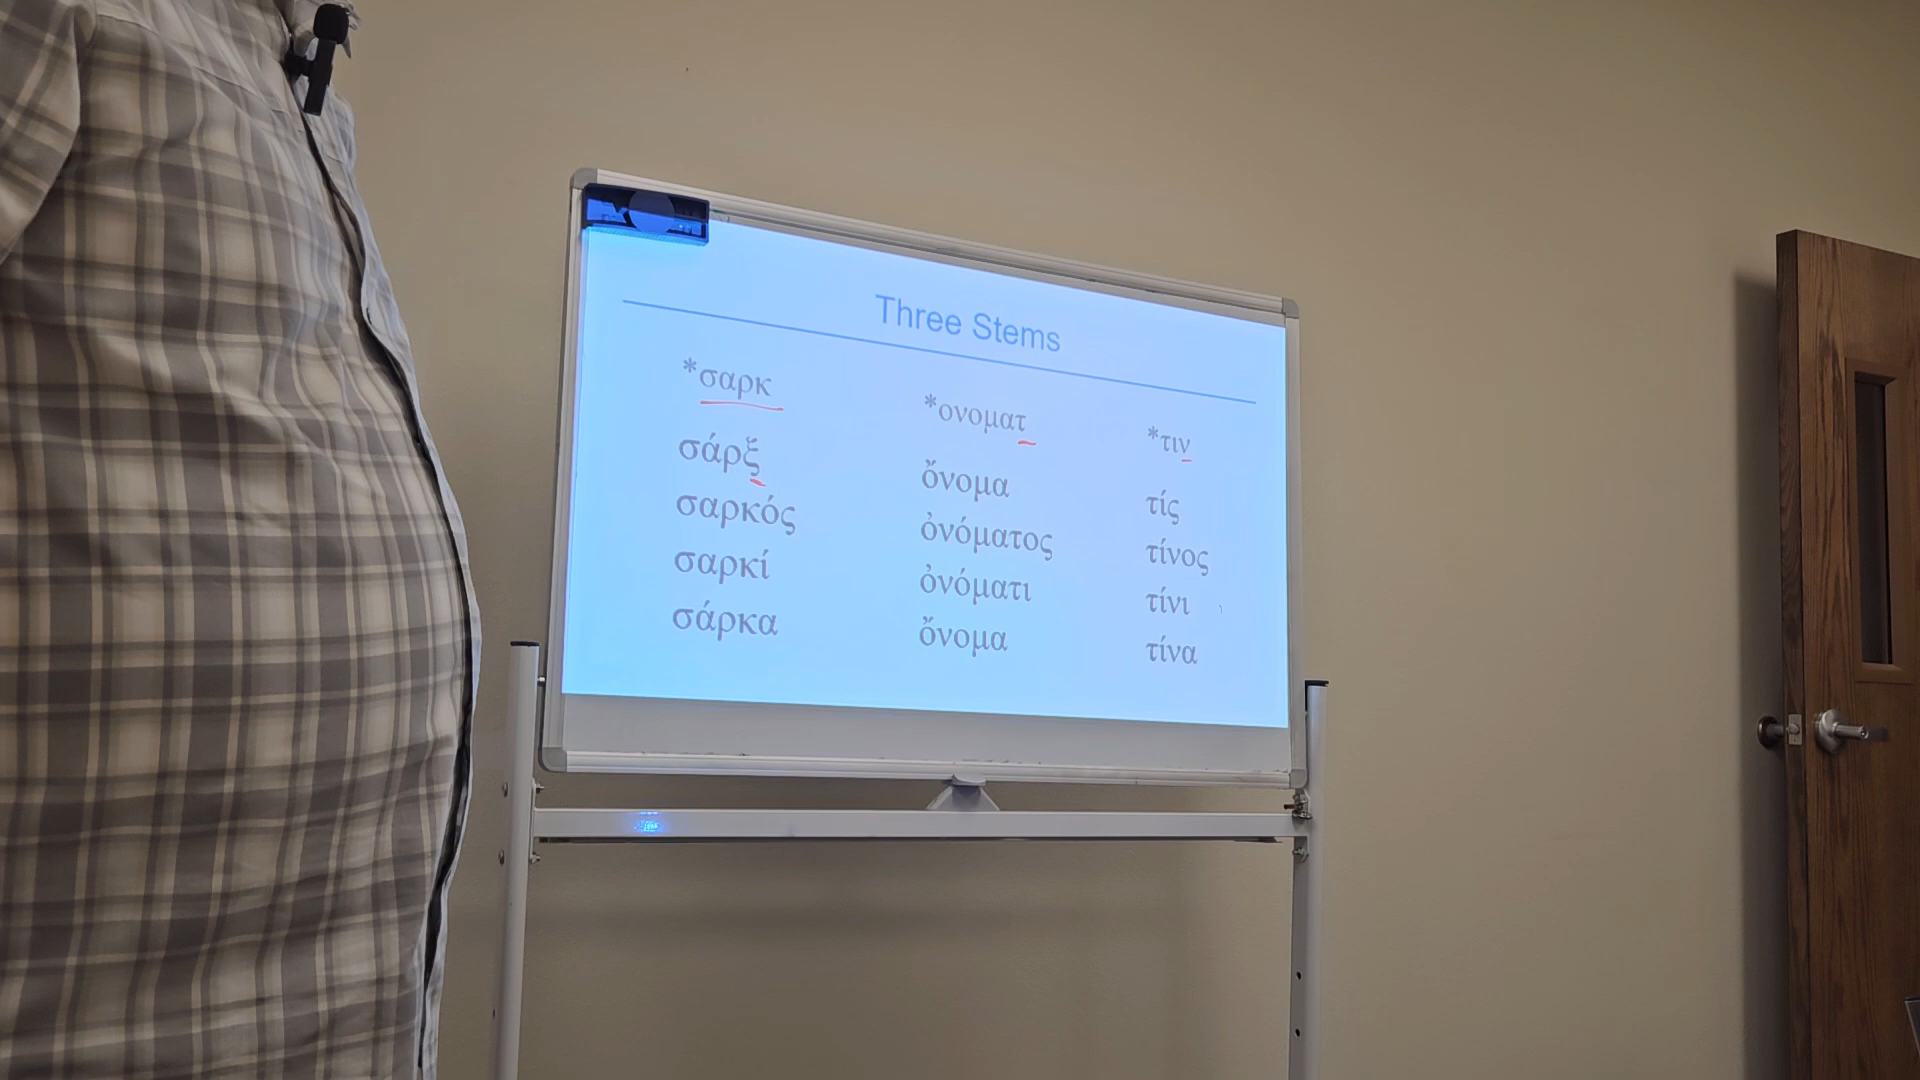 Three Stems
*σαρκ *ονοματ *τιν
σάρξ ὄνομα τίς
σαρκός ὀνόματος τίνος
σαρκί ὀνόματι τίνι
σάρκα ὄνομα τίνα